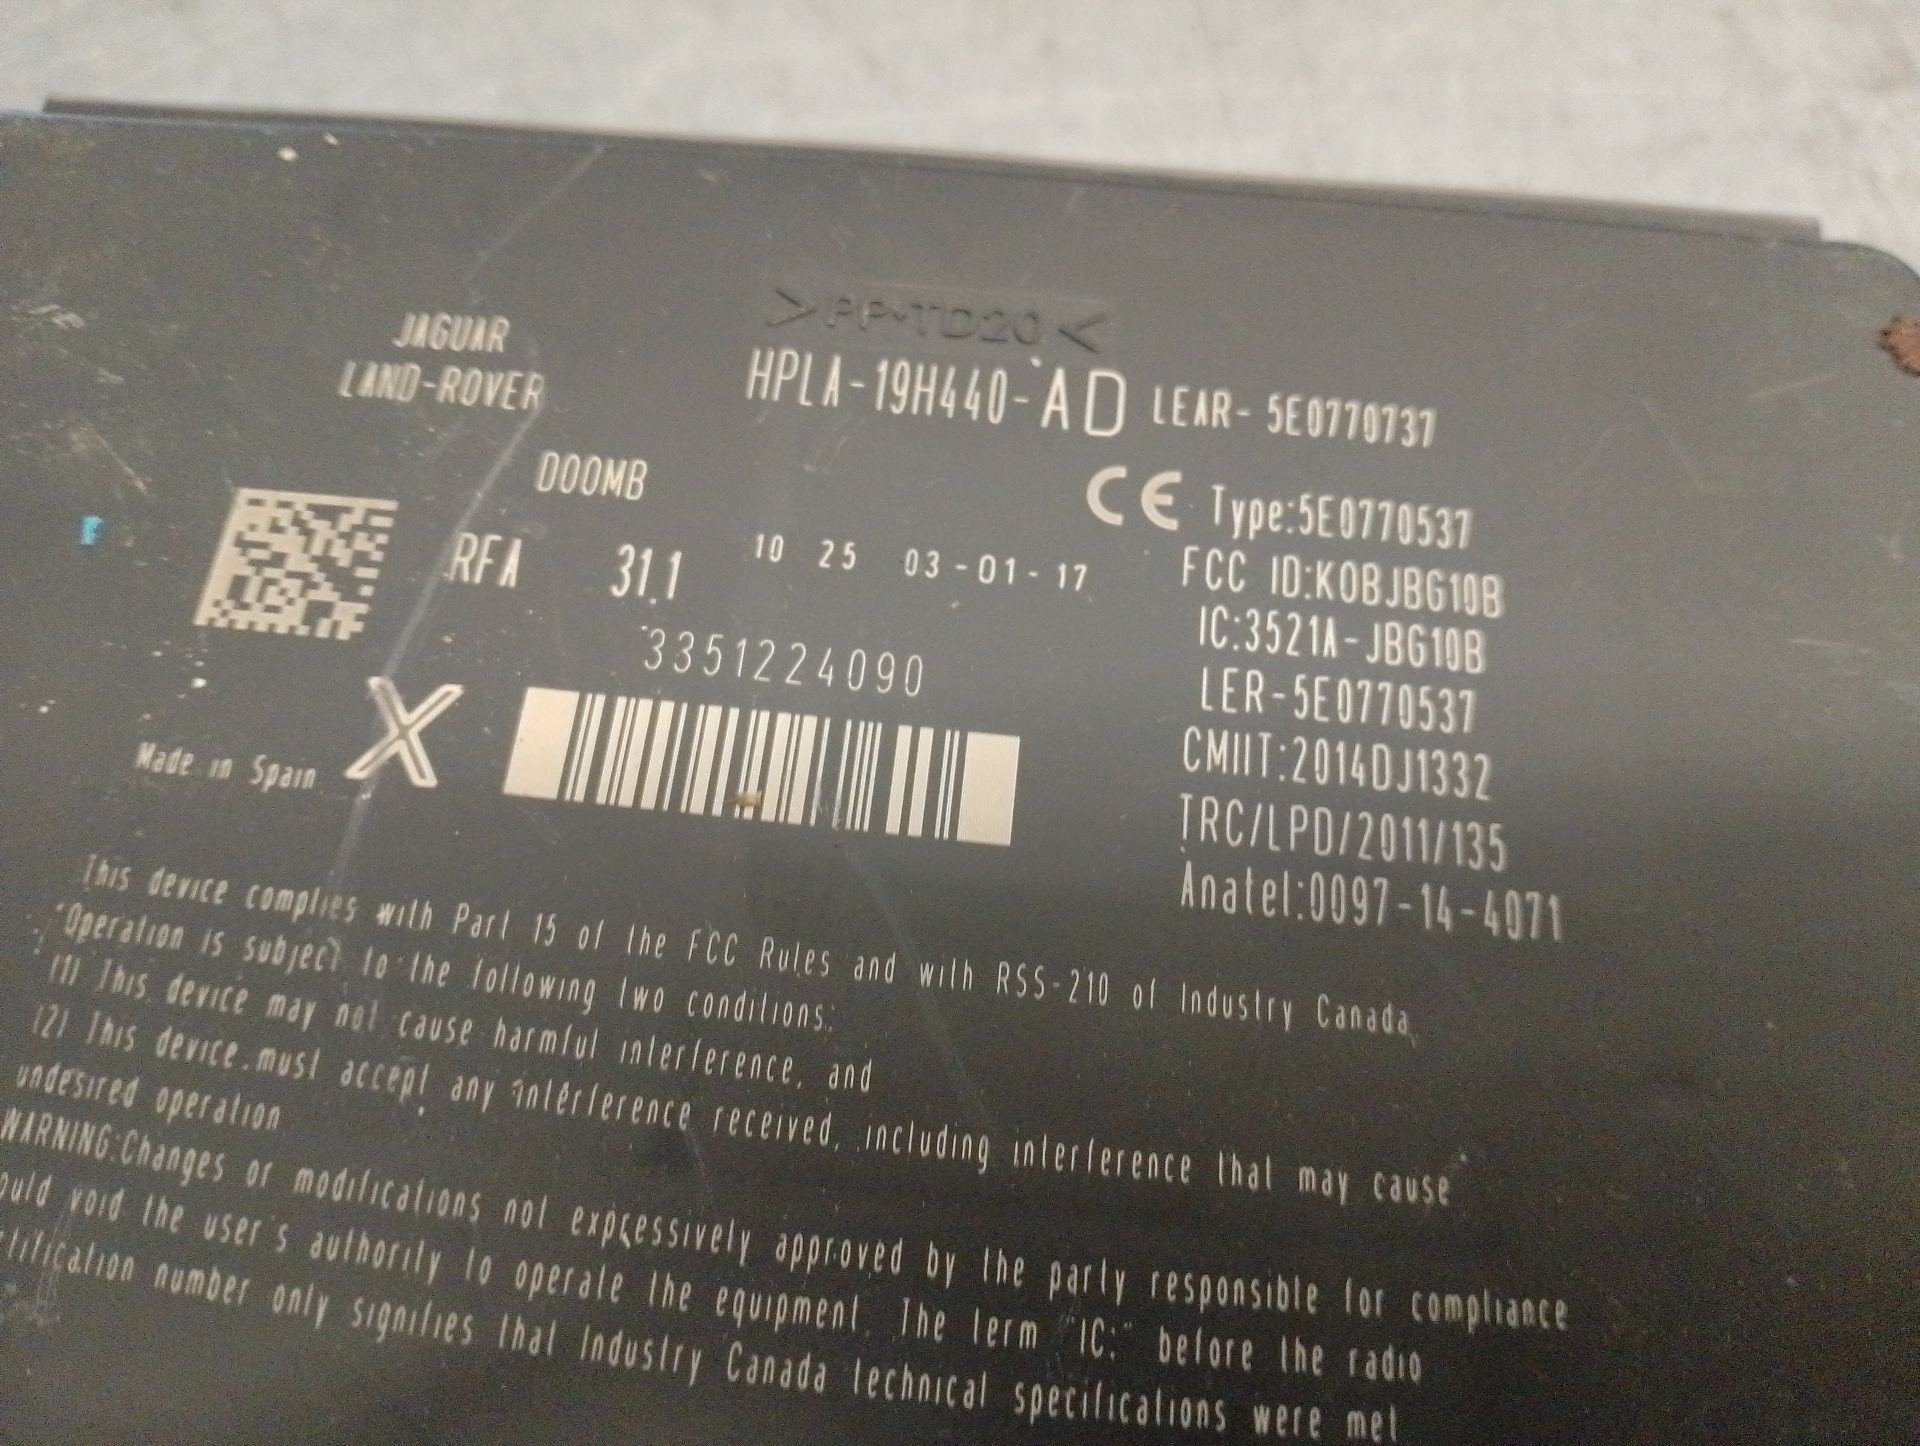 >PP-TD20<
JAGUAR
LAND-ROVER
HPLA-19H440-AD LEAR-5E0770737
D00MB
CE Type:5E0770537
RFA 31.1 10 25 03-01-17
FCC ID:KOBJBG10B
IC:3521A-JBG10B
3351224090
LER-5E0770537
X
Made in Spain
CMIIT:2014DJ1332
TRC/LPD/2011/135
Anatel:0097-14-4071
This device complies with Part 15 of the FCC Rules and with RSS-210 of Industry Canada.
"Operation is subject to the following two conditions:
(1) This device may not cause harmful interference, and
(2) This device must accept any interference received, including interference that may cause
undesired operation
WARNING:Changes or modifications not expressively approved by the party responsible for compliance
ould void the user's authority to operate the equipment. The term "IC:" before the radio
tification number only signifies that Industry Canada technical specifications were met